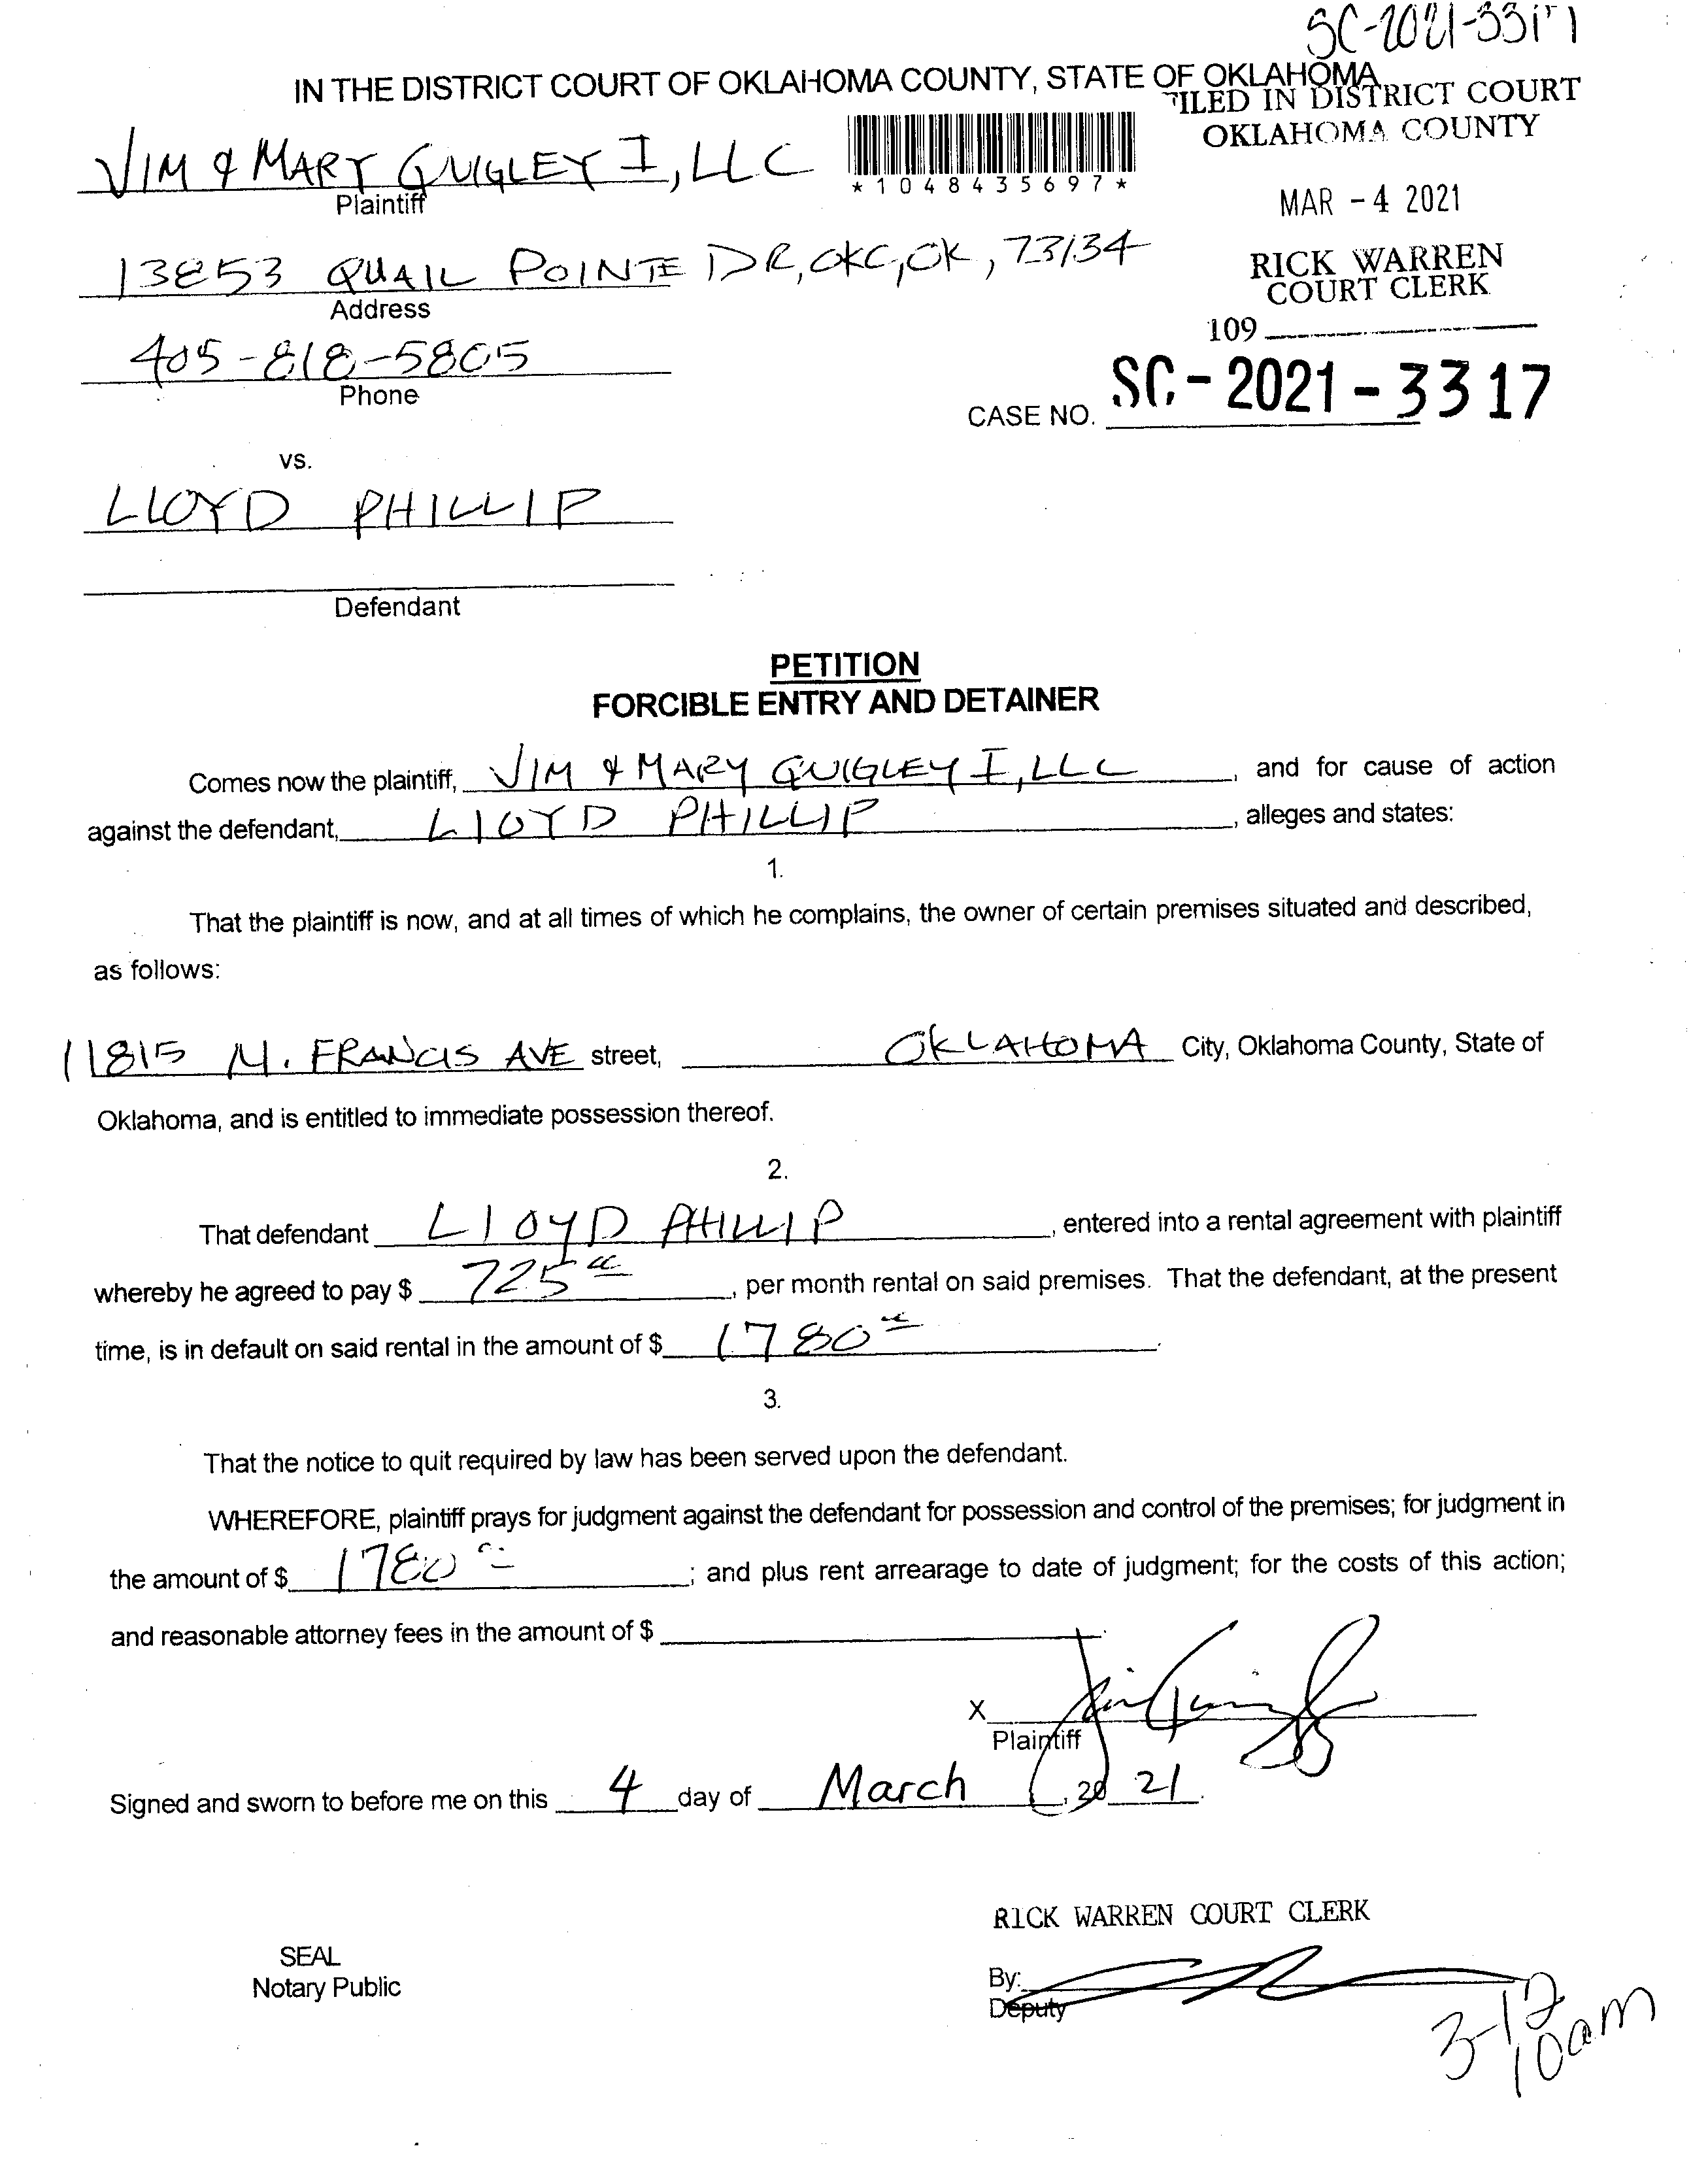 SC-2021-3317
IN THE DISTRICT COURT OF OKLAHOMA COUNTY, STATE OF OKLAHOMA
FILED IN DISTRICT COURT
OKLAHOMA COUNTY
JIM & MARY QUIGLEY I, LLC
Plaintiff
*1048435697*
MAR - 4 2021
13853 QUAIL POINTE DR, OKC, OK, 73134
Address
RICK WARREN
COURT CLERK
109
405-818-5805
Phone
CASE NO. SC-2021-3317
vs.
LLOYD PHILLIP
Defendant
PETITION
FORCIBLE ENTRY AND DETAINER
Comes now the plaintiff, JIM & MARY QUIGLEY I, LLC, and for cause of action
against the defendant, LLOYD PHILLIP, alleges and states:
1.
That the plaintiff is now, and at all times of which he complains, the owner of certain premises situated and described,
as follows:
11815 N. FRANCIS AVE street, OKLAHOMA City, Oklahoma County, State of
Oklahoma, and is entitled to immediate possession thereof.
2.
That defendant LLOYD PHILLIP, entered into a rental agreement with plaintiff
whereby he agreed to pay $ 725, per month rental on said premises. That the defendant, at the present
time, is in default on said rental in the amount of $ 1780.
3.
That the notice to quit required by law has been served upon the defendant.
WHEREFORE, plaintiff prays for judgment against the defendant for possession and control of the premises; for judgment in
the amount of $ 1780; and plus rent arrearage to date of judgment; for the costs of this action;
and reasonable attorney fees in the amount of $
X
Plaintiff
Signed and sworn to before me on this 4 day of March, 20 21.
RICK WARREN COURT CLERK
SEAL
Notary Public
By:
Deputy
3-12
10am